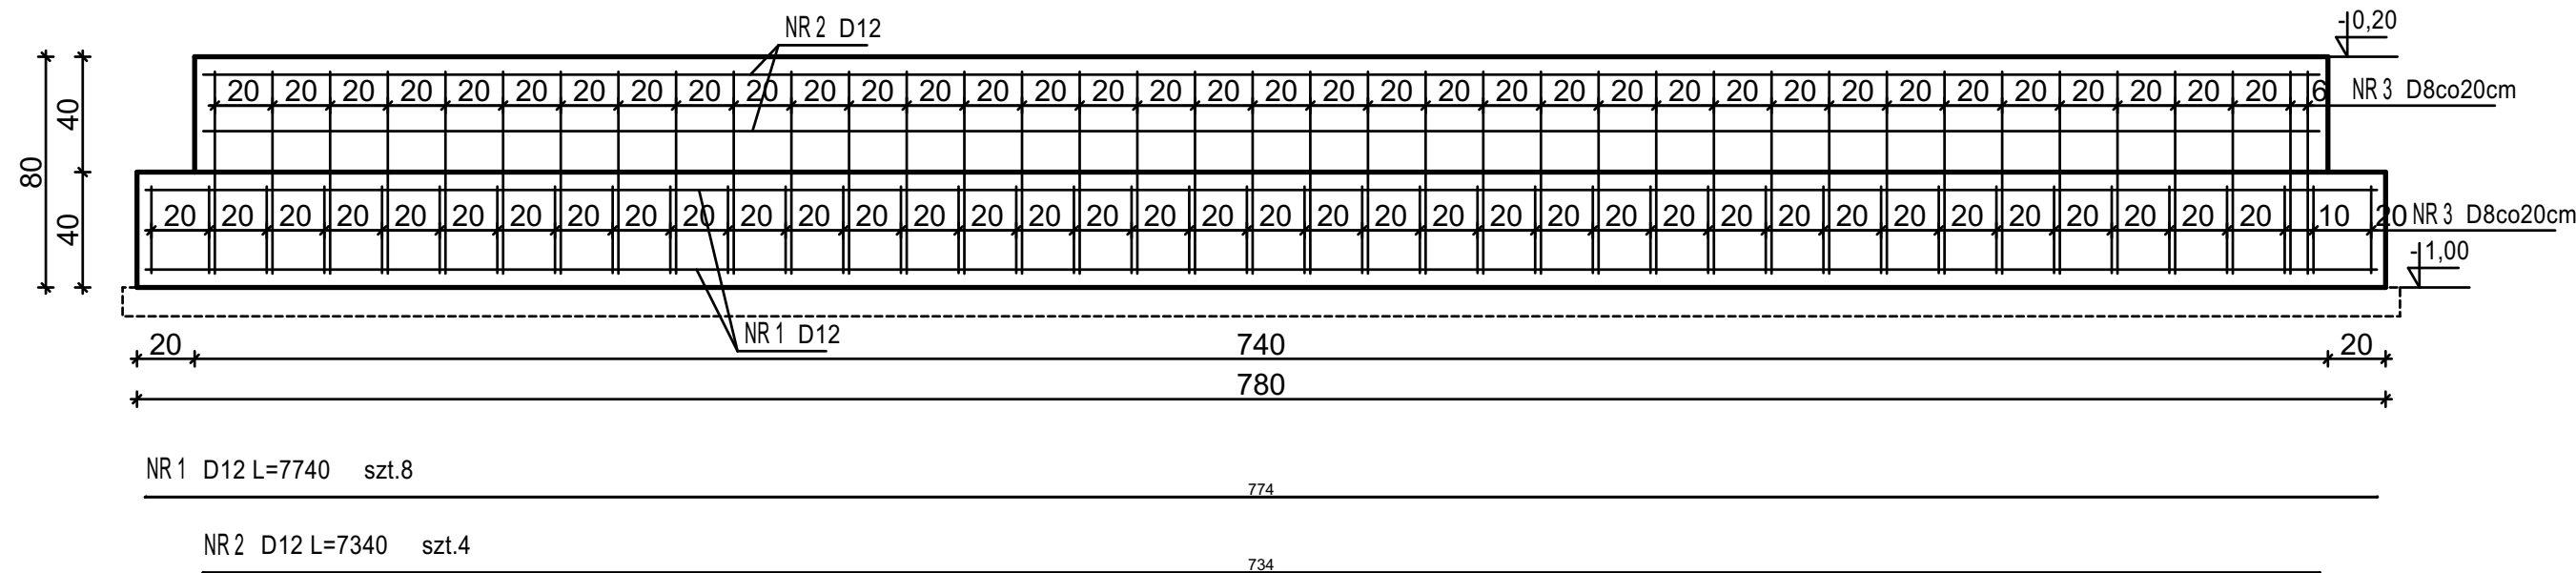 NR 2 D12
-0,20
20 20 20 20 20 20 20 20 20 20 20 20 20 20 20 20 20 20 20 20 20 20 20 20 20 20 20 20 20 20 20 20 20 20 20 20 6 NR 3 D8co20cm
40
80
40
20 20 20 20 20 20 20 20 20 20 20 20 20 20 20 20 20 20 20 20 20 20 20 20 20 20 20 20 20 20 20 20 20 20 20 20 20 10 20 NR 3 D8co20cm
-1,00
NR 1 D12
20 740 20
780
NR 1 D12 L=7740 szt.8
774
NR 2 D12 L=7340 szt.4
734